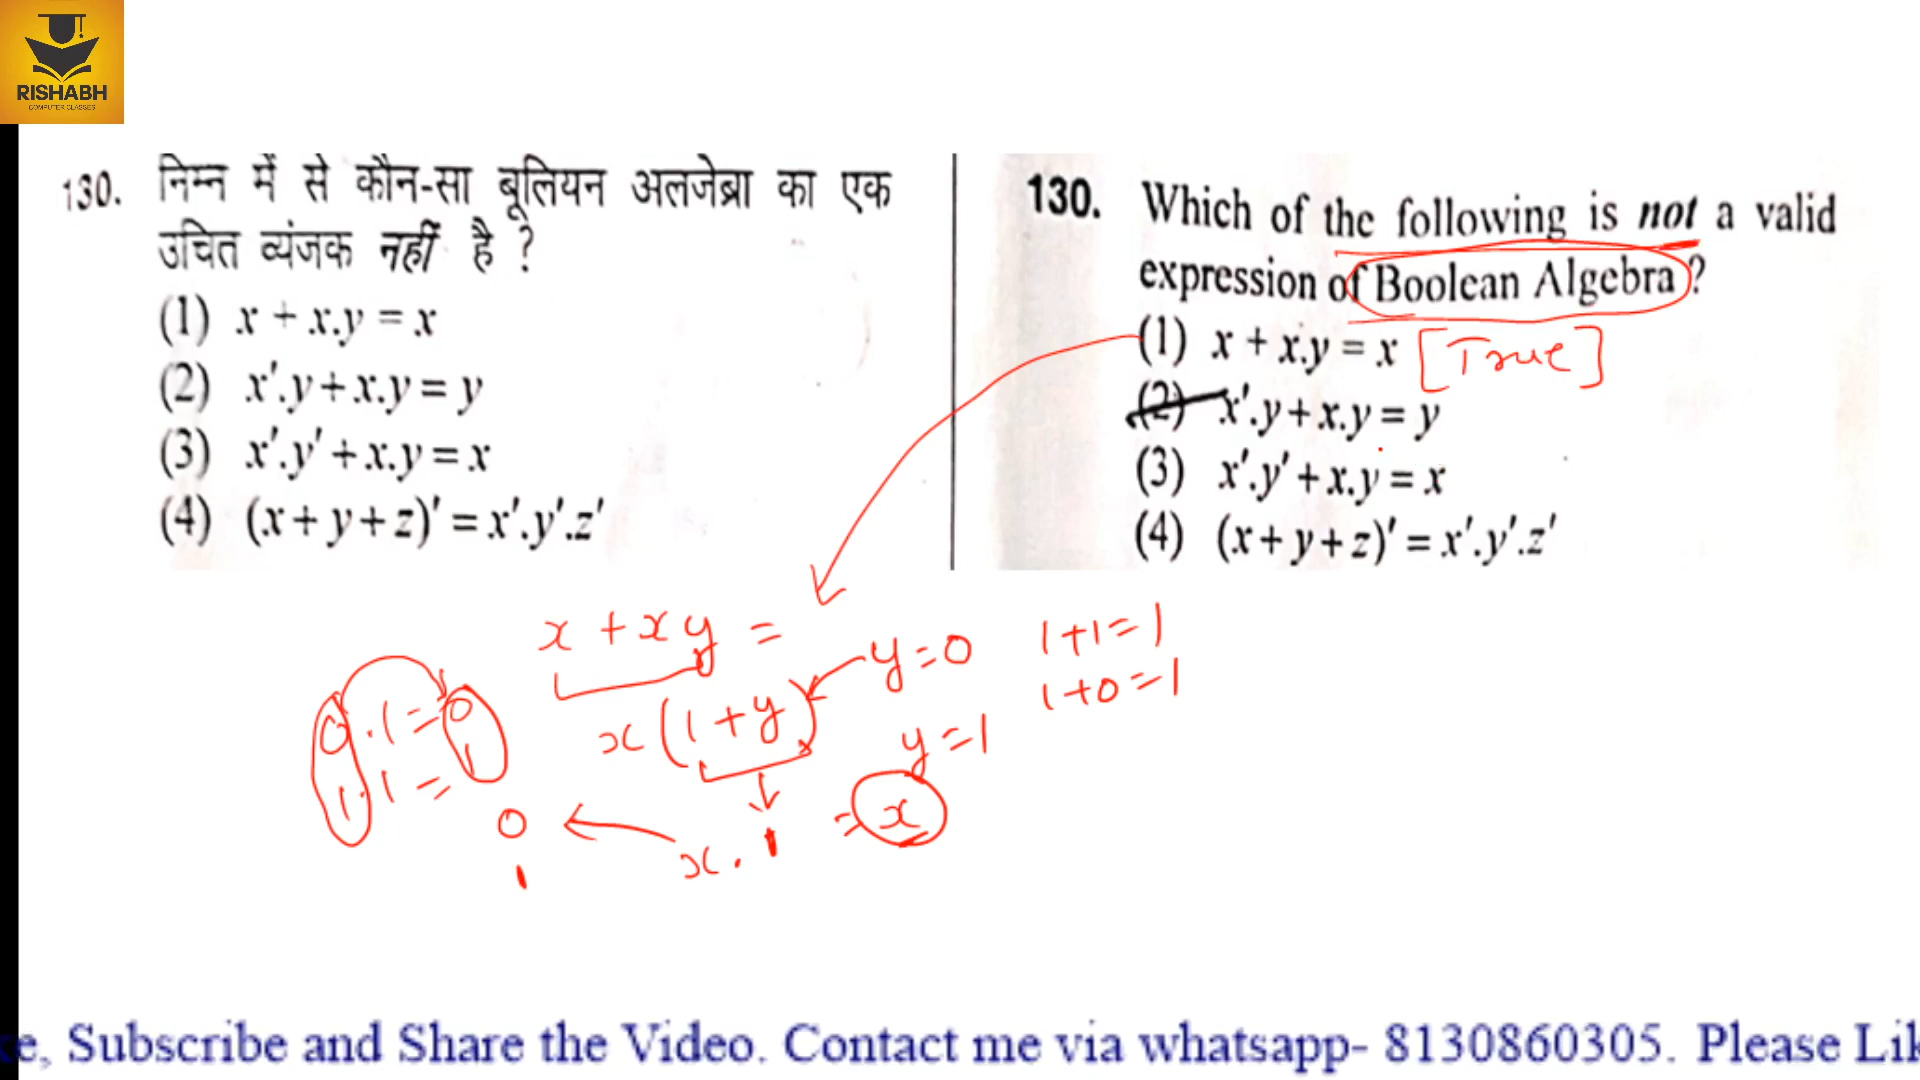 RISHABH
COMPUTER CLASSES
130. निम्न में से कौन-सा बूलियन अलजेब्रा का एक
उचित व्यंजक नहीं है ?
(1) x + x.y = x
(2) x'.y + x.y = y
(3) x'.y' + x.y = x
(4) (x + y + z)' = x'.y'.z'
130. Which of the following is not a valid
expression of Boolean Algebra ?
(1) x + x.y = x [True]
(2) x'.y + x.y = y
(3) x'.y' + x.y = x
(4) (x + y + z)' = x'.y'.z'
x + x y =
x (1 + y)
y = 0
y = 1
1 + 1 = 1
1 + 0 = 1
0 . 1 = 0
1 . 1 = 1
0
1
x . 1 = x
e, Subscribe and Share the Video. Contact me via whatsapp- 8130860305. Please Lik